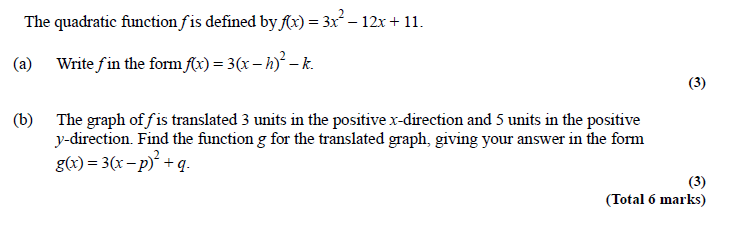 The quadratic function f is defined by f(x) = 3x² – 12x + 11.
(a) Write f in the form f(x) = 3(x – h)² – k.
(3)
(b) The graph of f is translated 3 units in the positive x-direction and 5 units in the positive
y-direction. Find the function g for the translated graph, giving your answer in the form
g(x) = 3(x – p)² + q.
(3)
(Total 6 marks)